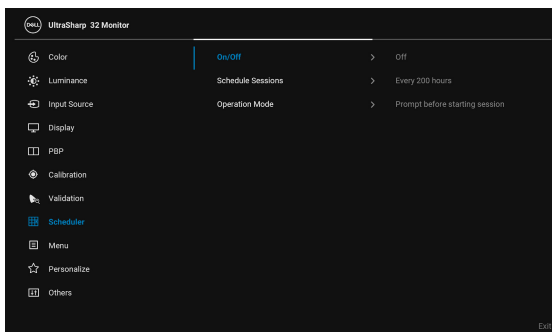 DELL UltraSharp 32 Monitor
Color On/Off > Off
Luminance Schedule Sessions > Every 200 hours
Input Source Operation Mode > Prompt before starting session
Display
PBP
Calibration
Validation
Scheduler
Menu
Personalize
Others
Exit